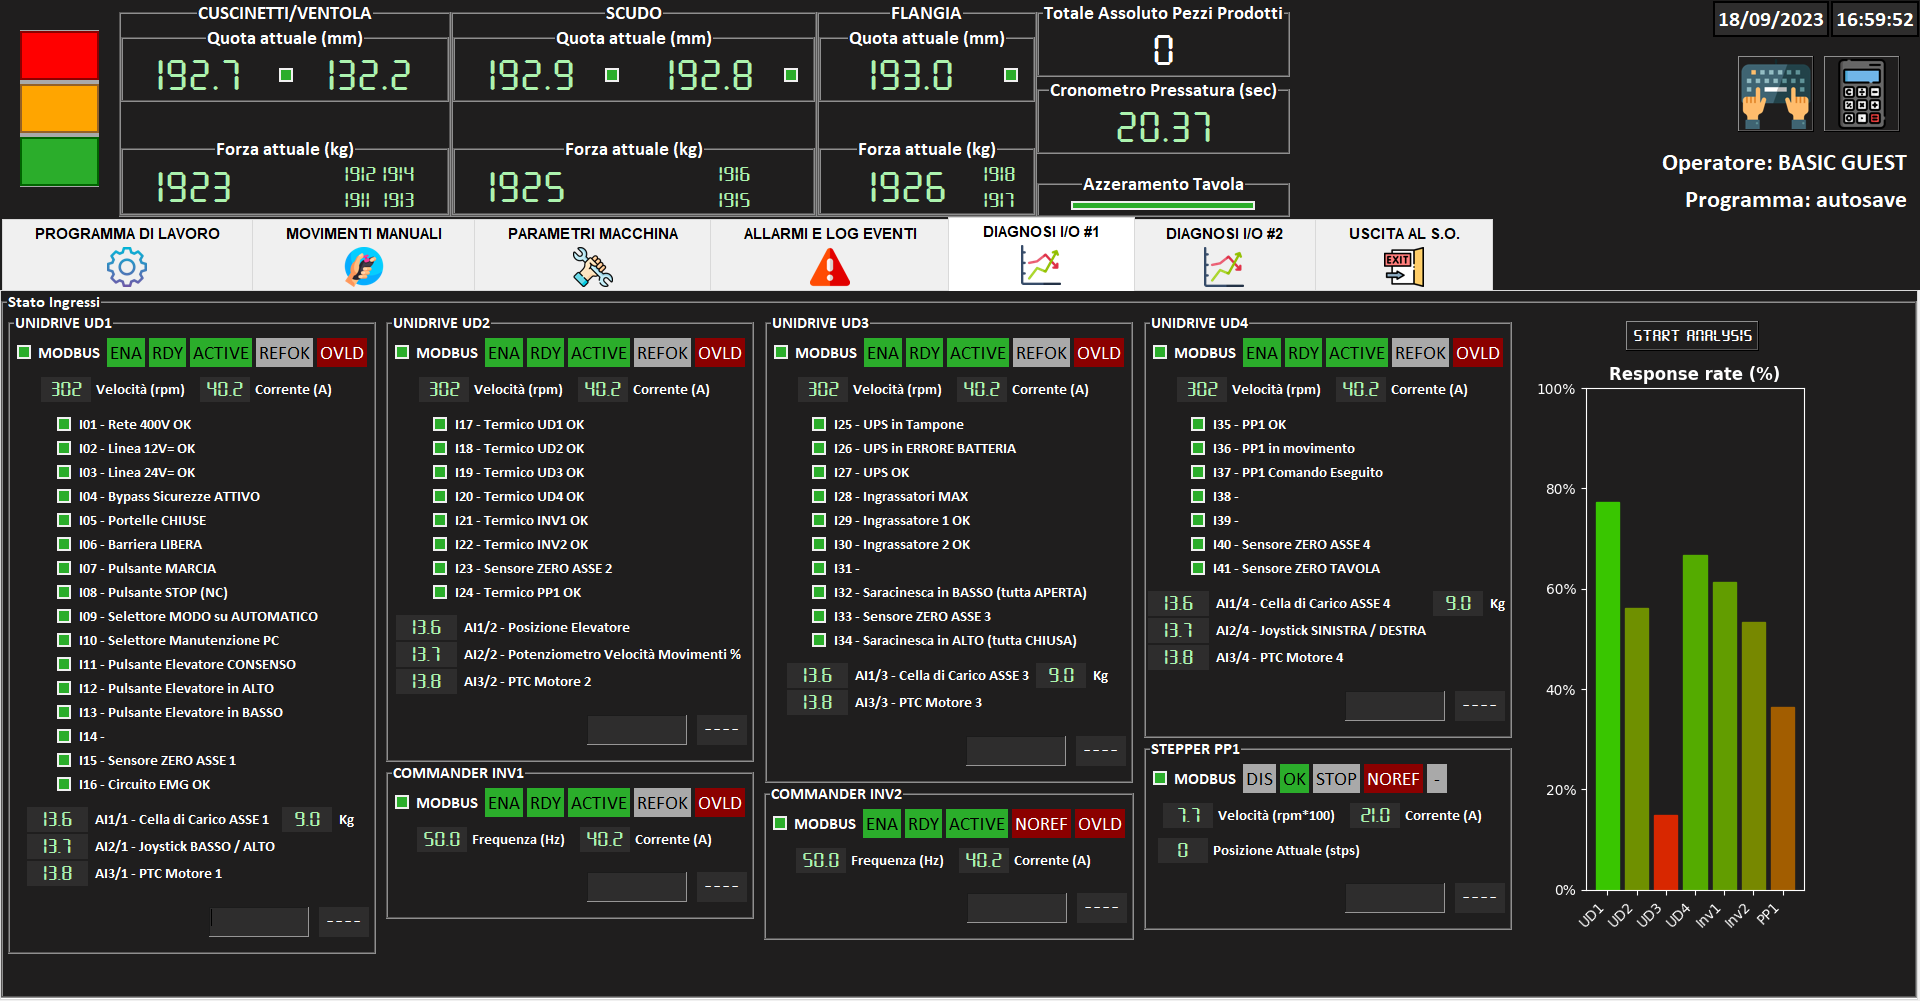 CUSCINETTI/VENTOLA
Quota attuale (mm)
192.7 132.2
Forza attuale (kg)
1923
1912 1914
1911 1913
SCUDO
Quota attuale (mm)
192.9 192.8
Forza attuale (kg)
1925
1916
1915
FLANGIA
Quota attuale (mm)
193.0
Forza attuale (kg)
1926
1918
1917
Totale Assoluto Pezzi Prodotti
0
Cronometro Pressatura (sec)
20.37
Azzeramento Tavola
18/09/2023 16:59:52
Operatore: BASIC GUEST
Programma: autosave
PROGRAMMA DI LAVORO
MOVIMENTI MANUALI
PARAMETRI MACCHINA
ALLARMI E LOG EVENTI
DIAGNOSI I/O #1
DIAGNOSI I/O #2
USCITA AL S.O.
EXIT
Stato Ingressi
UNIDRIVE UD1
MODBUS ENA RDY ACTIVE REFOK OVLD
302 Velocità (rpm) 40.2 Corrente (A)
I01 - Rete 400V OK
I02 - Linea 12V= OK
I03 - Linea 24V= OK
I04 - Bypass Sicurezze ATTIVO
I05 - Portelle CHIUSE
I06 - Barriera LIBERA
I07 - Pulsante MARCIA
I08 - Pulsante STOP (NC)
I09 - Selettore MODO su AUTOMATICO
I10 - Selettore Manutenzione PC
I11 - Pulsante Elevatore CONSENSO
I12 - Pulsante Elevatore in ALTO
I13 - Pulsante Elevatore in BASSO
I14 -
I15 - Sensore ZERO ASSE 1
I16 - Circuito EMG OK
13.6 AI1/1 - Cella di Carico ASSE 1 9.0 Kg
13.7 AI2/1 - Joystick BASSO / ALTO
13.8 AI3/1 - PTC Motore 1
----
UNIDRIVE UD2
MODBUS ENA RDY ACTIVE REFOK OVLD
302 Velocità (rpm) 40.2 Corrente (A)
I17 - Termico UD1 OK
I18 - Termico UD2 OK
I19 - Termico UD3 OK
I20 - Termico UD4 OK
I21 - Termico INV1 OK
I22 - Termico INV2 OK
I23 - Sensore ZERO ASSE 2
I24 - Termico PP1 OK
13.6 AI1/2 - Posizione Elevatore
13.7 AI2/2 - Potenziometro Velocità Movimenti %
13.8 AI3/2 - PTC Motore 2
----
COMMANDER INV1
MODBUS ENA RDY ACTIVE REFOK OVLD
50.0 Frequenza (Hz) 40.2 Corrente (A)
----
UNIDRIVE UD3
MODBUS ENA RDY ACTIVE REFOK OVLD
302 Velocità (rpm) 40.2 Corrente (A)
I25 - UPS in Tampone
I26 - UPS in ERRORE BATTERIA
I27 - UPS OK
I28 - Ingrassatori MAX
I29 - Ingrassatore 1 OK
I30 - Ingrassatore 2 OK
I31 -
I32 - Saracinesca in BASSO (tutta APERTA)
I33 - Sensore ZERO ASSE 3
I34 - Saracinesca in ALTO (tutta CHIUSA)
13.6 AI1/3 - Cella di Carico ASSE 3 9.0 Kg
13.8 AI3/3 - PTC Motore 3
----
COMMANDER INV2
MODBUS ENA RDY ACTIVE NOREF OVLD
50.0 Frequenza (Hz) 40.2 Corrente (A)
----
UNIDRIVE UD4
MODBUS ENA RDY ACTIVE REFOK OVLD
302 Velocità (rpm) 40.2 Corrente (A)
I35 - PP1 OK
I36 - PP1 in movimento
I37 - PP1 Comando Eseguito
I38 -
I39 -
I40 - Sensore ZERO ASSE 4
I41 - Sensore ZERO TAVOLA
13.6 AI1/4 - Cella di Carico ASSE 4 9.0 Kg
13.7 AI2/4 - Joystick SINISTRA / DESTRA
13.8 AI3/4 - PTC Motore 4
----
STEPPER PP1
MODBUS DIS OK STOP NOREF -
7.7 Velocità (rpm*100) 21.0 Corrente (A)
0 Posizione Attuale (stps)
----
START ANALYSIS
Response rate (%)
100%
80%
60%
40%
20%
0%
UD1 UD2 UD3 UD4 Inv1 Inv2 PP1